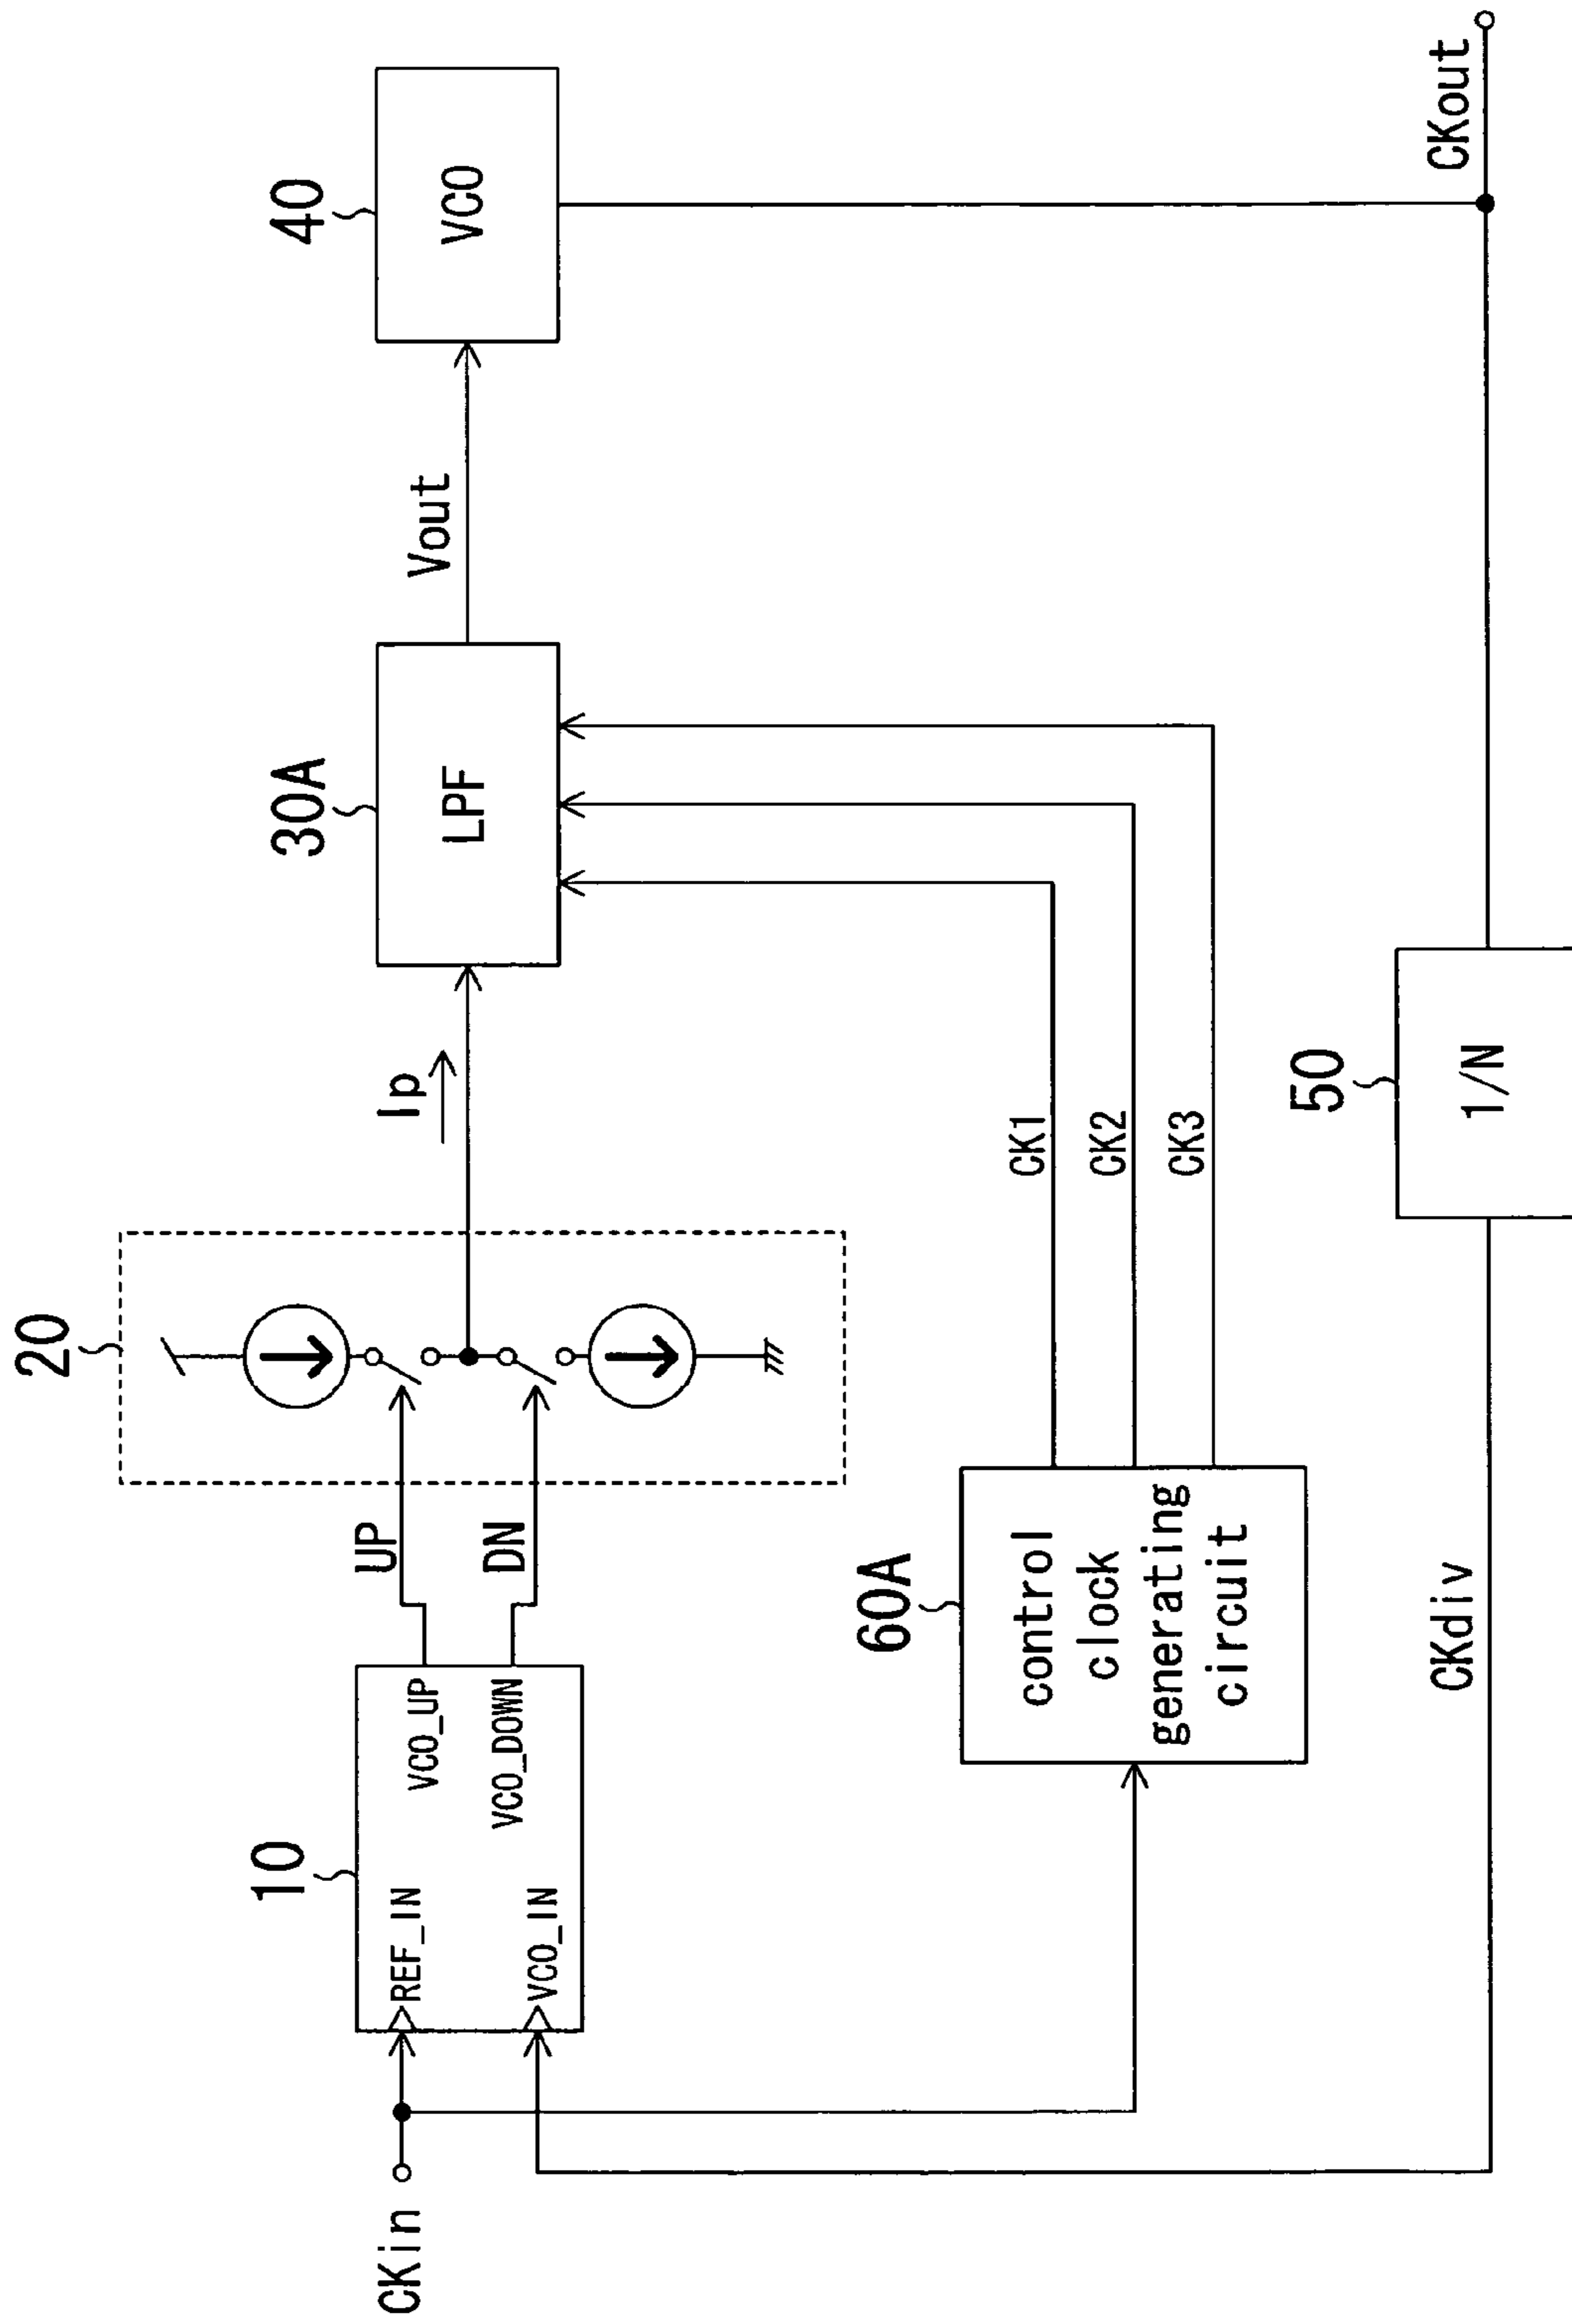 20
10
30A
40
CKin
REF_IN
VCO_UP
UP
Ip
LPF
Vout
VCO
VCO_IN
VCO_DOWN
DN
60A
control
clock
generating
circuit
CK1
CK2
CK3
50
CKdiv
1/N
CKout